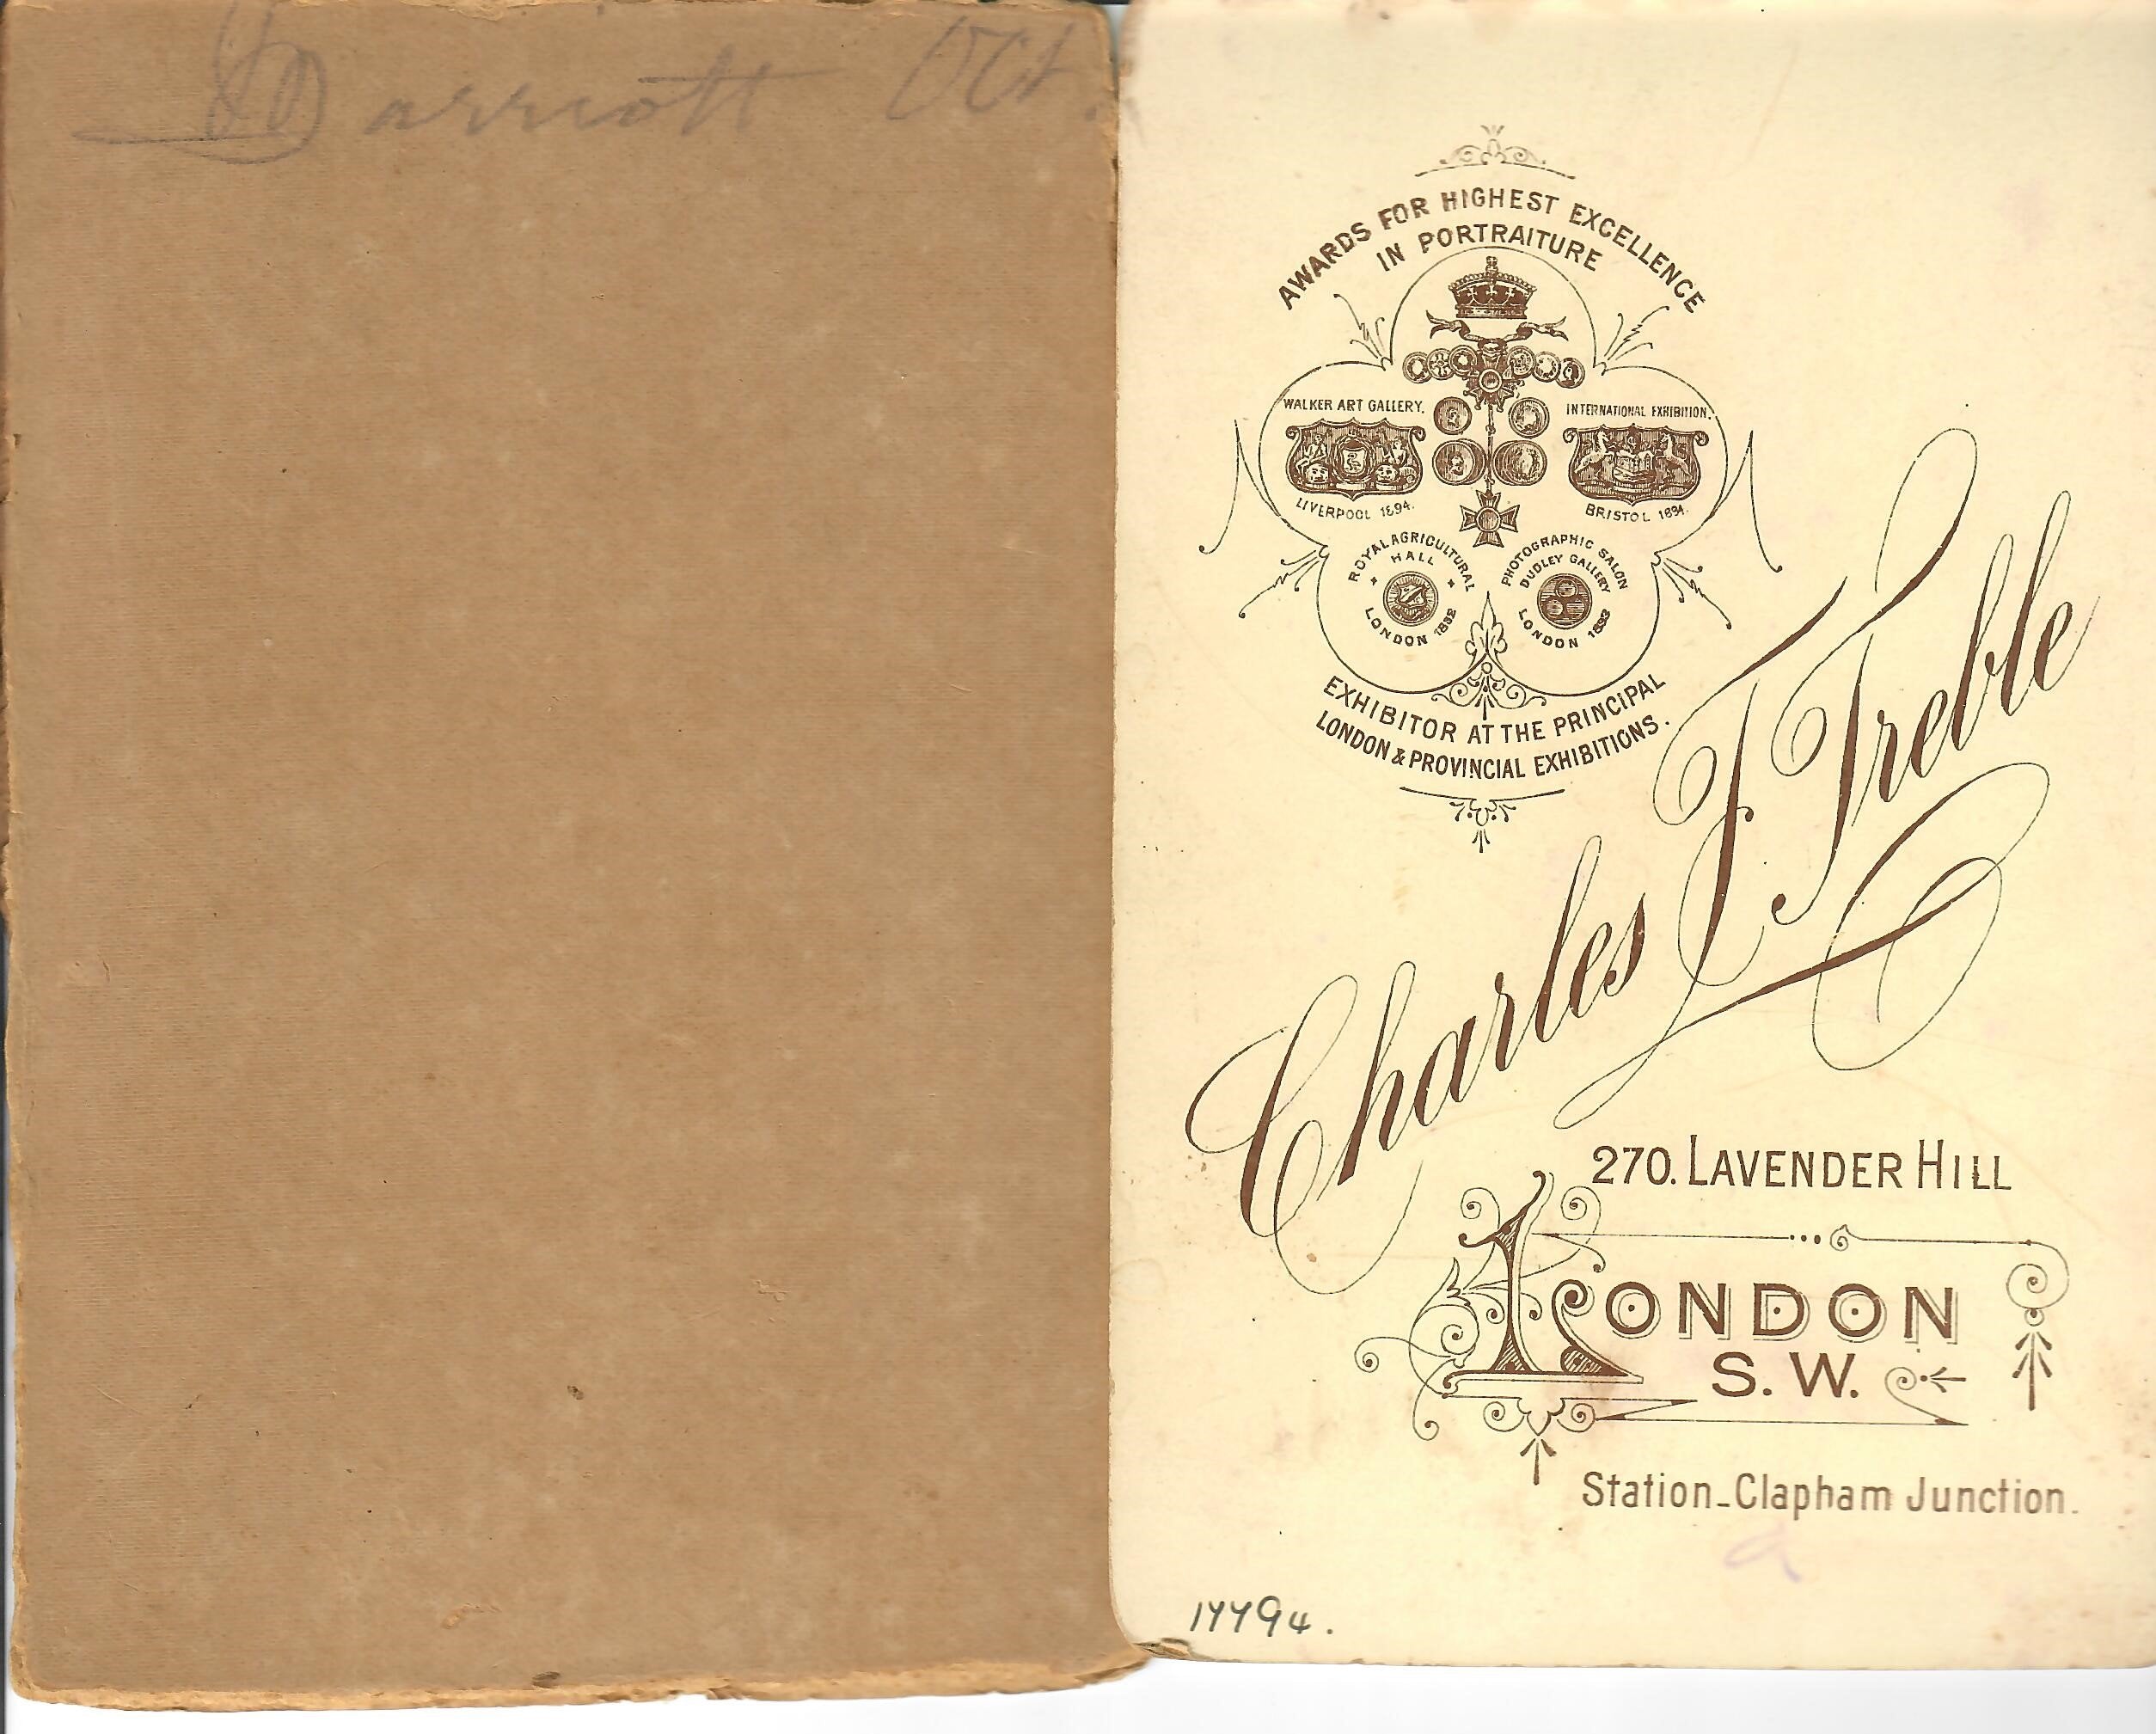 Oct.
AWARDS FOR HIGHEST EXCELLENCE
IN PORTRAITURE
WALKER ART GALLERY.
LIVERPOOL 1894.
INTERNATIONAL EXHIBITION.
BRISTOL 1894.
ROYAL AGRICULTURAL
HALL
LONDON
PHOTOGRAPHIC SALON
DUDLEY GALLERY
LONDON 1893
EXHIBITOR AT THE PRINCIPAL
LONDON & PROVINCIAL EXHIBITIONS.
Charles T. Treble
270. LAVENDER HILL
LONDON
S. W.
Station_Clapham Junction.
a